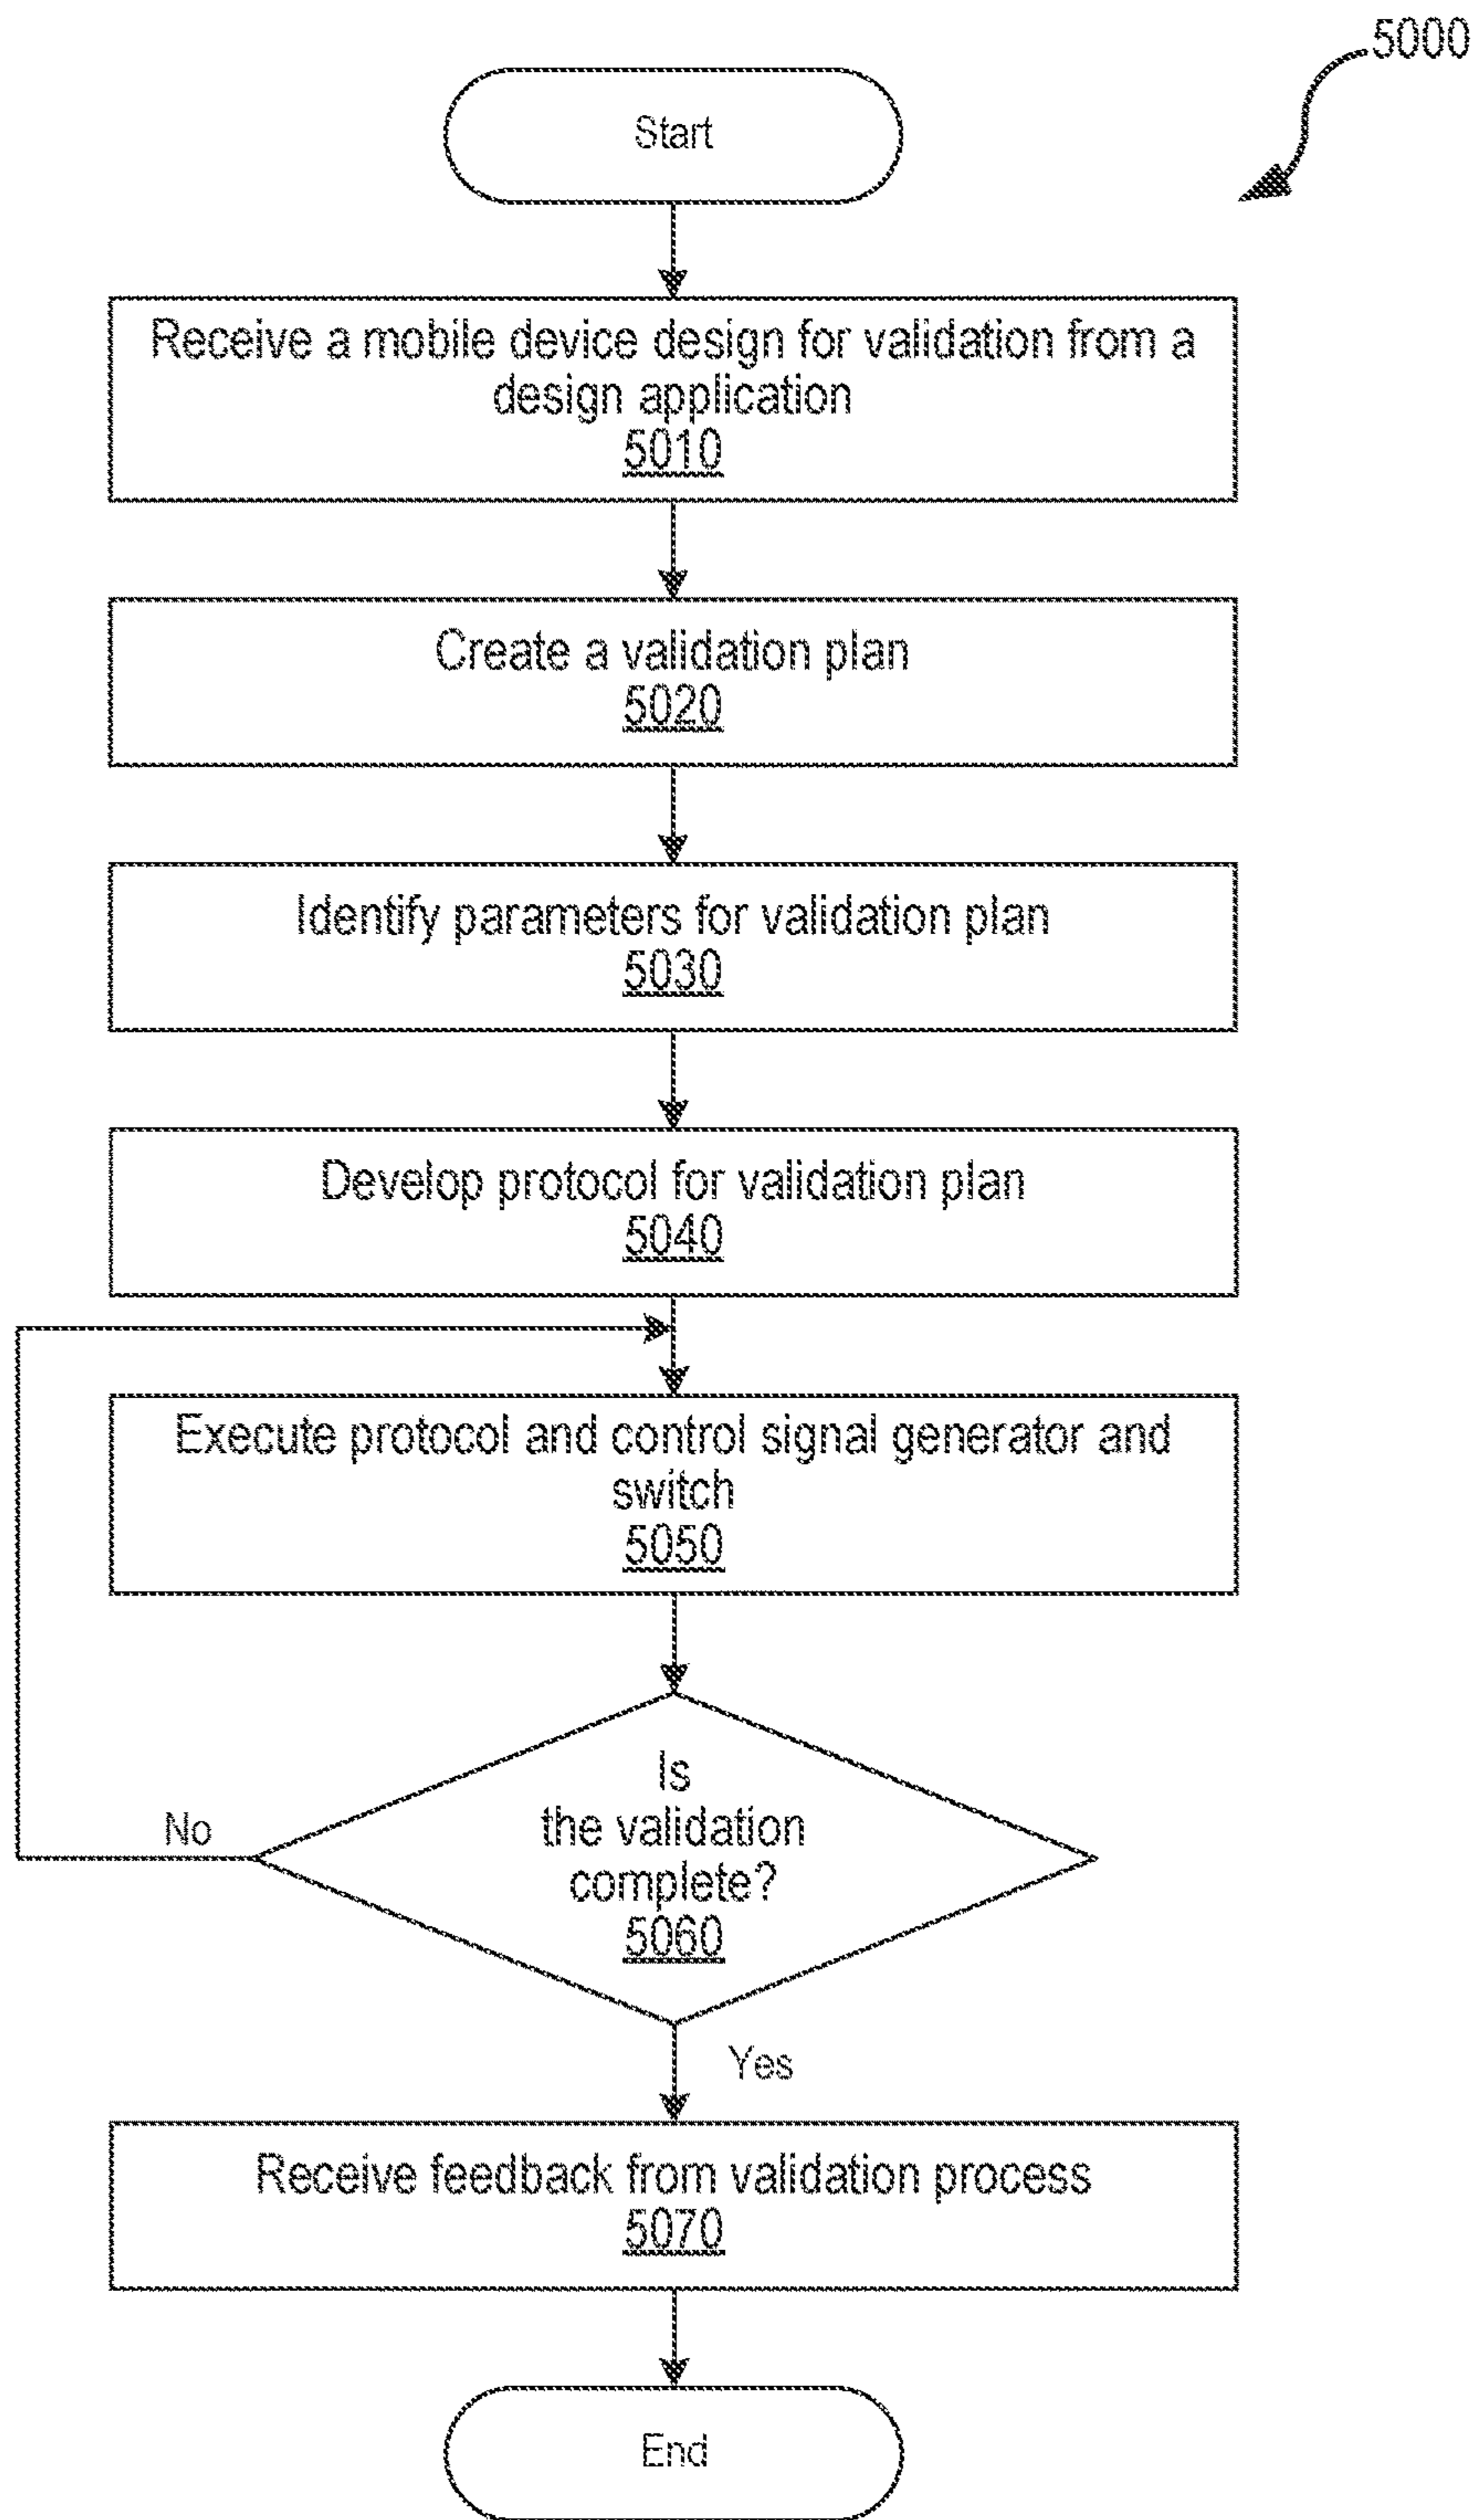 5000
Start
Receive a mobile device design for validation from a
design application
5010
Create a validation plan
5020
Identify parameters for validation plan
5030
Develop protocol for validation plan
5040
Execute protocol and control signal generator and
switch
5050
Is
the validation
complete?
5060
No
Yes
Receive feedback from validation process
5070
End